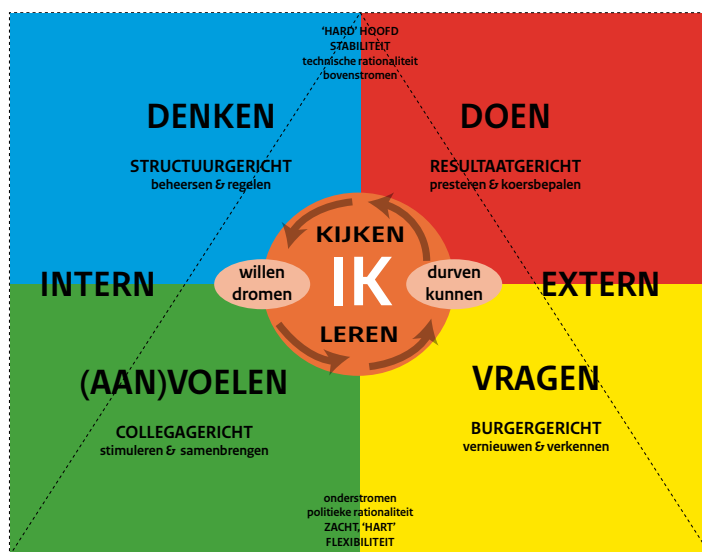 ‘HARD’ HOOFD
STABILITEIT
technische rationaliteit
bovenstromen
DENKEN
STRUCTUURGERICHT
beheersen & regelen
DOEN
RESULTAATGERICHT
presteren & koersbepalen
INTERN
willen
dromen
KIJKEN
IK
LEREN
durven
kunnen
EXTERN
(AAN)VOELEN
COLLEGAGERICHT
stimuleren & samenbrengen
VRAGEN
BURGERGERICHT
vernieuwen & verkennen
onderstromen
politieke rationaliteit
ZACHT, ‘HART’
FLEXIBILITEIT